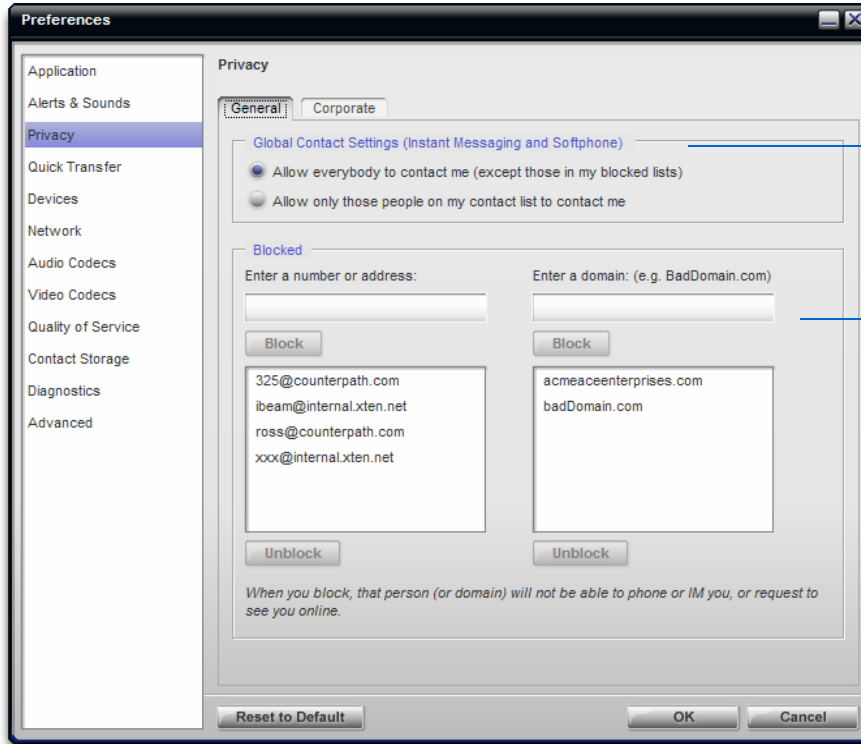 Preferences
Application
Alerts & Sounds
Privacy
Quick Transfer
Devices
Network
Audio Codecs
Video Codecs
Quality of Service
Contact Storage
Diagnostics
Advanced
Privacy
General
Corporate
Global Contact Settings (Instant Messaging and Softphone)
Allow everybody to contact me (except those in my blocked lists)
Allow only those people on my contact list to contact me
Blocked
Enter a number or address:
Block
325@counterpath.com
ibeam@internal.xten.net
ross@counterpath.com
xxx@internal.xten.net
Unblock
Enter a domain: (e.g. BadDomain.com)
Block
acmeaceenterprises.com
badDomain.com
Unblock
When you block, that person (or domain) will not be able to phone or IM you, or request to
see you online.
Reset to Default
OK
Cancel